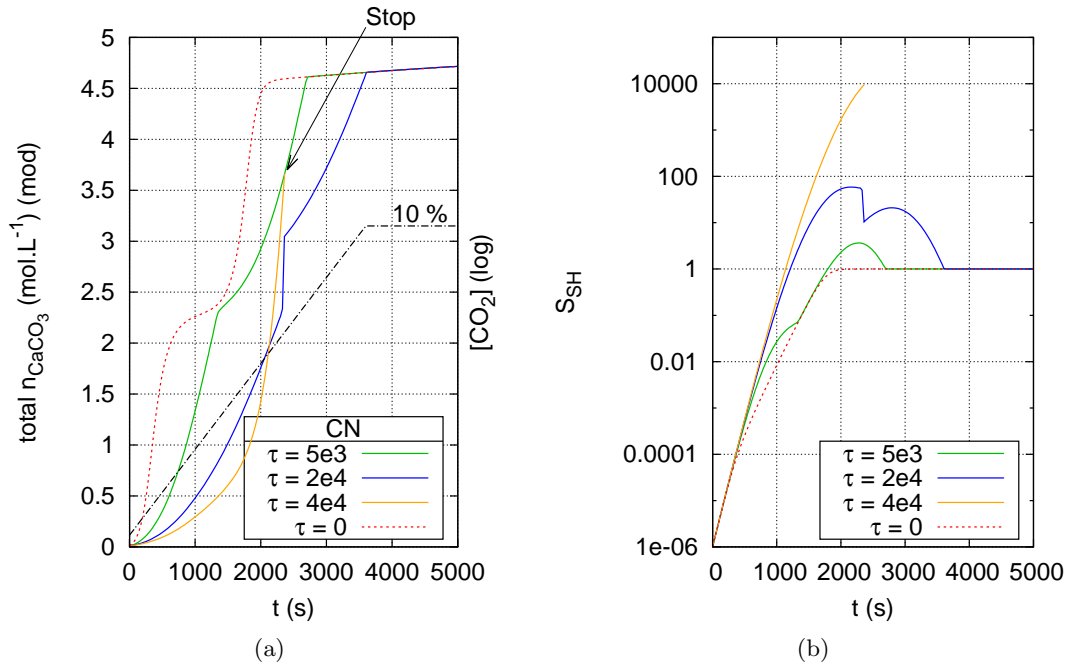 Stop
5
4.5
4
3.5
3
2.5
2
1.5
1
0.5
0
total n_CaCO3 (mol.L^-1) (mod)
10 %
[CO2] (log)
CN
τ = 5e3
τ = 2e4
τ = 4e4
τ = 0
0 1000 2000 3000 4000 5000
t (s)
(a)
10000
100
1
0.01
0.0001
1e-06
S_SH
τ = 5e3
τ = 2e4
τ = 4e4
τ = 0
0 1000 2000 3000 4000 5000
t (s)
(b)